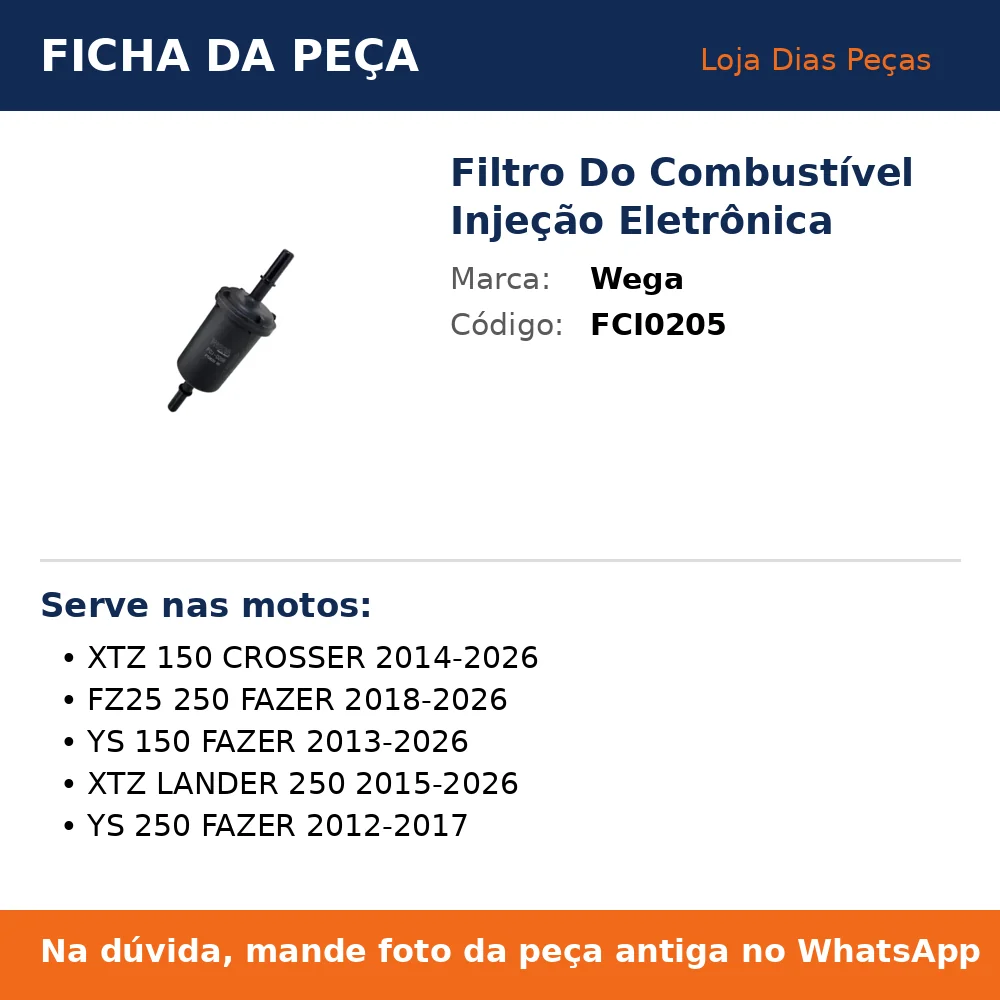 FICHA DA PEÇA
Loja Dias Peças
Filtro Do Combustível
Injeção Eletrônica
Marca: Wega
Código: FCI0205
Serve nas motos:
• XTZ 150 CROSSER 2014-2026
• FZ25 250 FAZER 2018-2026
• YS 150 FAZER 2013-2026
• XTZ LANDER 250 2015-2026
• YS 250 FAZER 2012-2017
Na dúvida, mande foto da peça antiga no WhatsApp